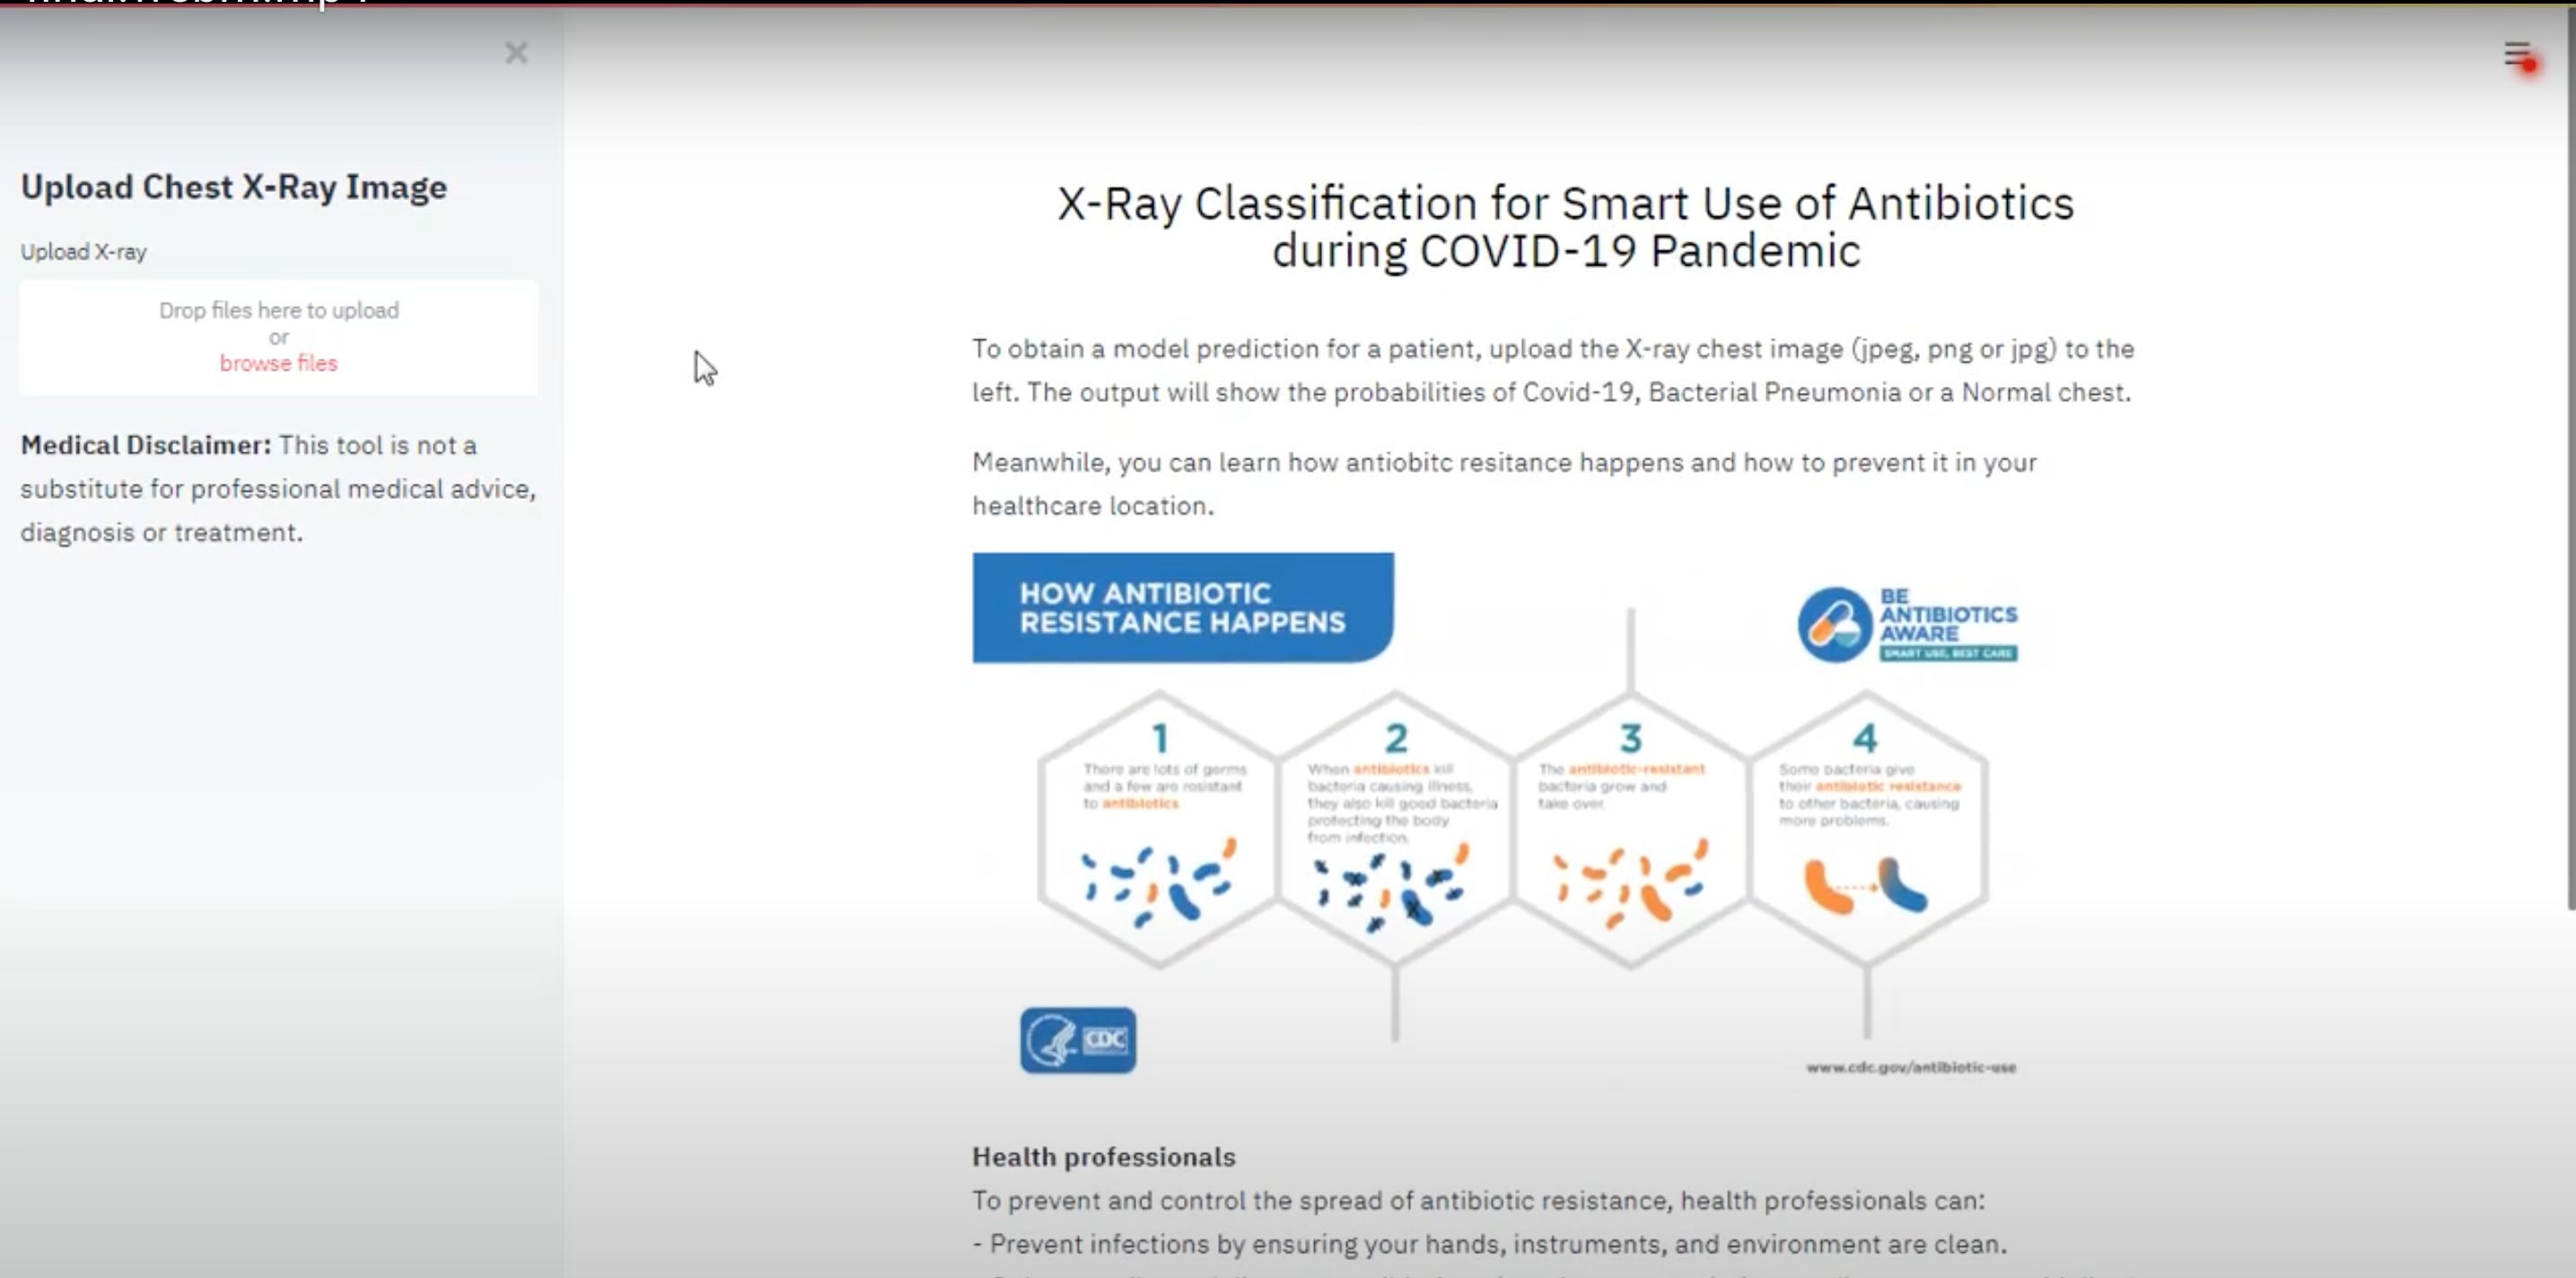 Upload Chest X-Ray Image
Upload X-ray
Drop files here to upload
or
browse files
Medical Disclaimer: This tool is not a
substitute for professional medical advice,
diagnosis or treatment.
X-Ray Classification for Smart Use of Antibiotics
during COVID-19 Pandemic
To obtain a model prediction for a patient, upload the X-ray chest image (jpeg, png or jpg) to the
left. The output will show the probabilities of Covid-19, Bacterial Pneumonia or a Normal chest.
Meanwhile, you can learn how antiobitc resitance happens and how to prevent it in your
healthcare location.
HOW ANTIBIOTIC
RESISTANCE HAPPENS
BE
ANTIBIOTICS
AWARE
SMART USE, BEST CARE
1
There are lots of germs
and a few are resistant
to antibiotics
2
When antibiotics kill
bacteria causing illness,
they also kill good bacteria
protecting the body
from infection.
3
The antibiotic-resistant
bacteria grow and
take over.
4
Some bacteria give
their antibiotic resistance
to other bacteria, causing
more problems.
CDC
www.cdc.gov/antibiotic-use
Health professionals
To prevent and control the spread of antibiotic resistance, health professionals can:
- Prevent infections by ensuring your hands, instruments, and environment are clean.